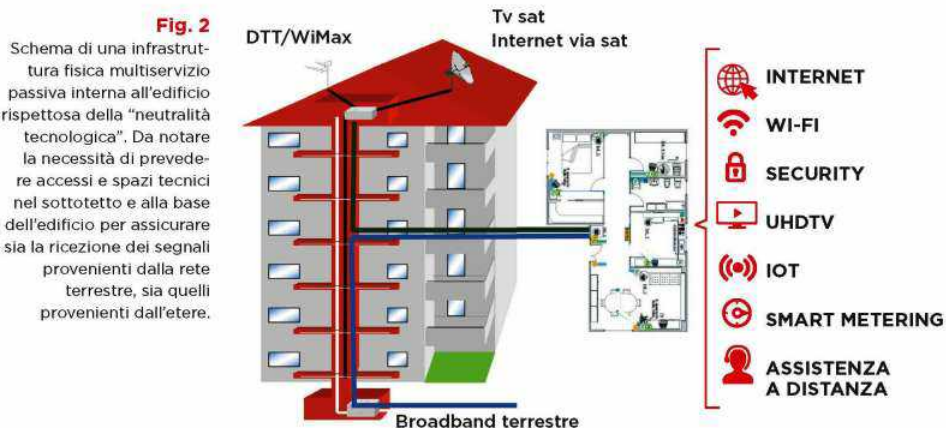 Fig. 2
Schema di una infrastrut-
tura fisica multiservizio
passiva interna all'edificio
rispettosa della "neutralità
tecnologica". Da notare
la necessità di prevede-
re accessi e spazi tecnici
nel sottotetto e alla base
dell'edificio per assicurare
sia la ricezione dei segnali
provenienti dalla rete
terrestre, sia quelli
provenienti dall'etere.
DTT/WiMax
Tv sat
Internet via sat
Broadband terrestre
INTERNET
WI-FI
SECURITY
UHDTV
IOT
SMART METERING
ASSISTENZA
A DISTANZA